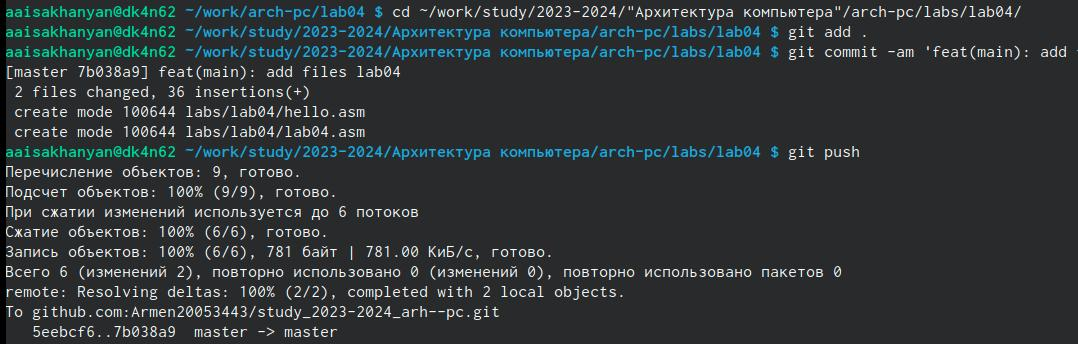 aaisakhanyan@dk4n62 ~/work/arch-pc/lab04 $ cd ~/work/study/2023-2024/"Архитектура компьютера"/arch-pc/labs/lab04/
aaisakhanyan@dk4n62 ~/work/study/2023-2024/Архитектура компьютера/arch-pc/labs/lab04 $ git add .
aaisakhanyan@dk4n62 ~/work/study/2023-2024/Архитектура компьютера/arch-pc/labs/lab04 $ git commit -am 'feat(main): add
[master 7b038a9] feat(main): add files lab04
2 files changed, 36 insertions(+)
create mode 100644 labs/lab04/hello.asm
create mode 100644 labs/lab04/lab04.asm
aaisakhanyan@dk4n62 ~/work/study/2023-2024/Архитектура компьютера/arch-pc/labs/lab04 $ git push
Перечисление объектов: 9, готово.
Подсчет объектов: 100% (9/9), готово.
При сжатии изменений используется до 6 потоков
Сжатие объектов: 100% (6/6), готово.
Запись объектов: 100% (6/6), 781 байт | 781.00 КиБ/с, готово.
Всего 6 (изменений 2), повторно использовано 0 (изменений 0), повторно использовано пакетов 0
remote: Resolving deltas: 100% (2/2), completed with 2 local objects.
To github.com:Armen20053443/study_2023-2024_arh--pc.git
5eebcf6..7b038a9  master -> master